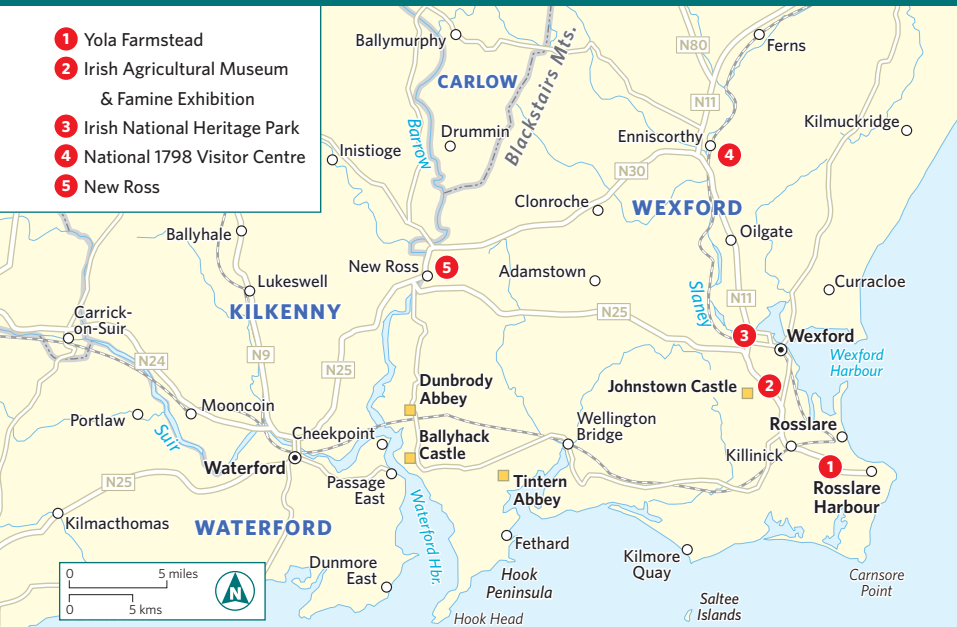 1 Yola Farmstead
2 Irish Agricultural Museum
& Famine Exhibition
3 Irish National Heritage Park
4 National 1798 Visitor Centre
5 New Ross
Ballymurphy
N80
Ferns
Blackstairs Mts.
CARLOW
N11
Barrow
Drummin
Kilmuckridge
Enniscorthy
4
Inistioge
N30
Clonroche
WEXFORD
Ballyhale
Oilgate
New Ross
5
Adamstown
Lukeswell
Curracloe
Slaney
N11
KILKENNY
N25
Carrick-
on-Suir
3
Wexford
Wexford
Harbour
N24
N9
N25
Dunbrody
Abbey
Johnstown Castle
2
Mooncoin
Portlaw
Suir
Wellington
Bridge
Rosslare
Cheekpoint
Ballyhack
Castle
Killinick
Waterford
1
N25
Passage
East
Tintern
Abbey
Rosslare
Harbour
Waterford Hbr.
Kilmacthomas
WATERFORD
Fethard
Kilmore
Quay
Dunmore
East
Hook
Peninsula
Carnsore
Point
0 5 miles
0 5 kms
N
Saltee
Islands
Hook Head